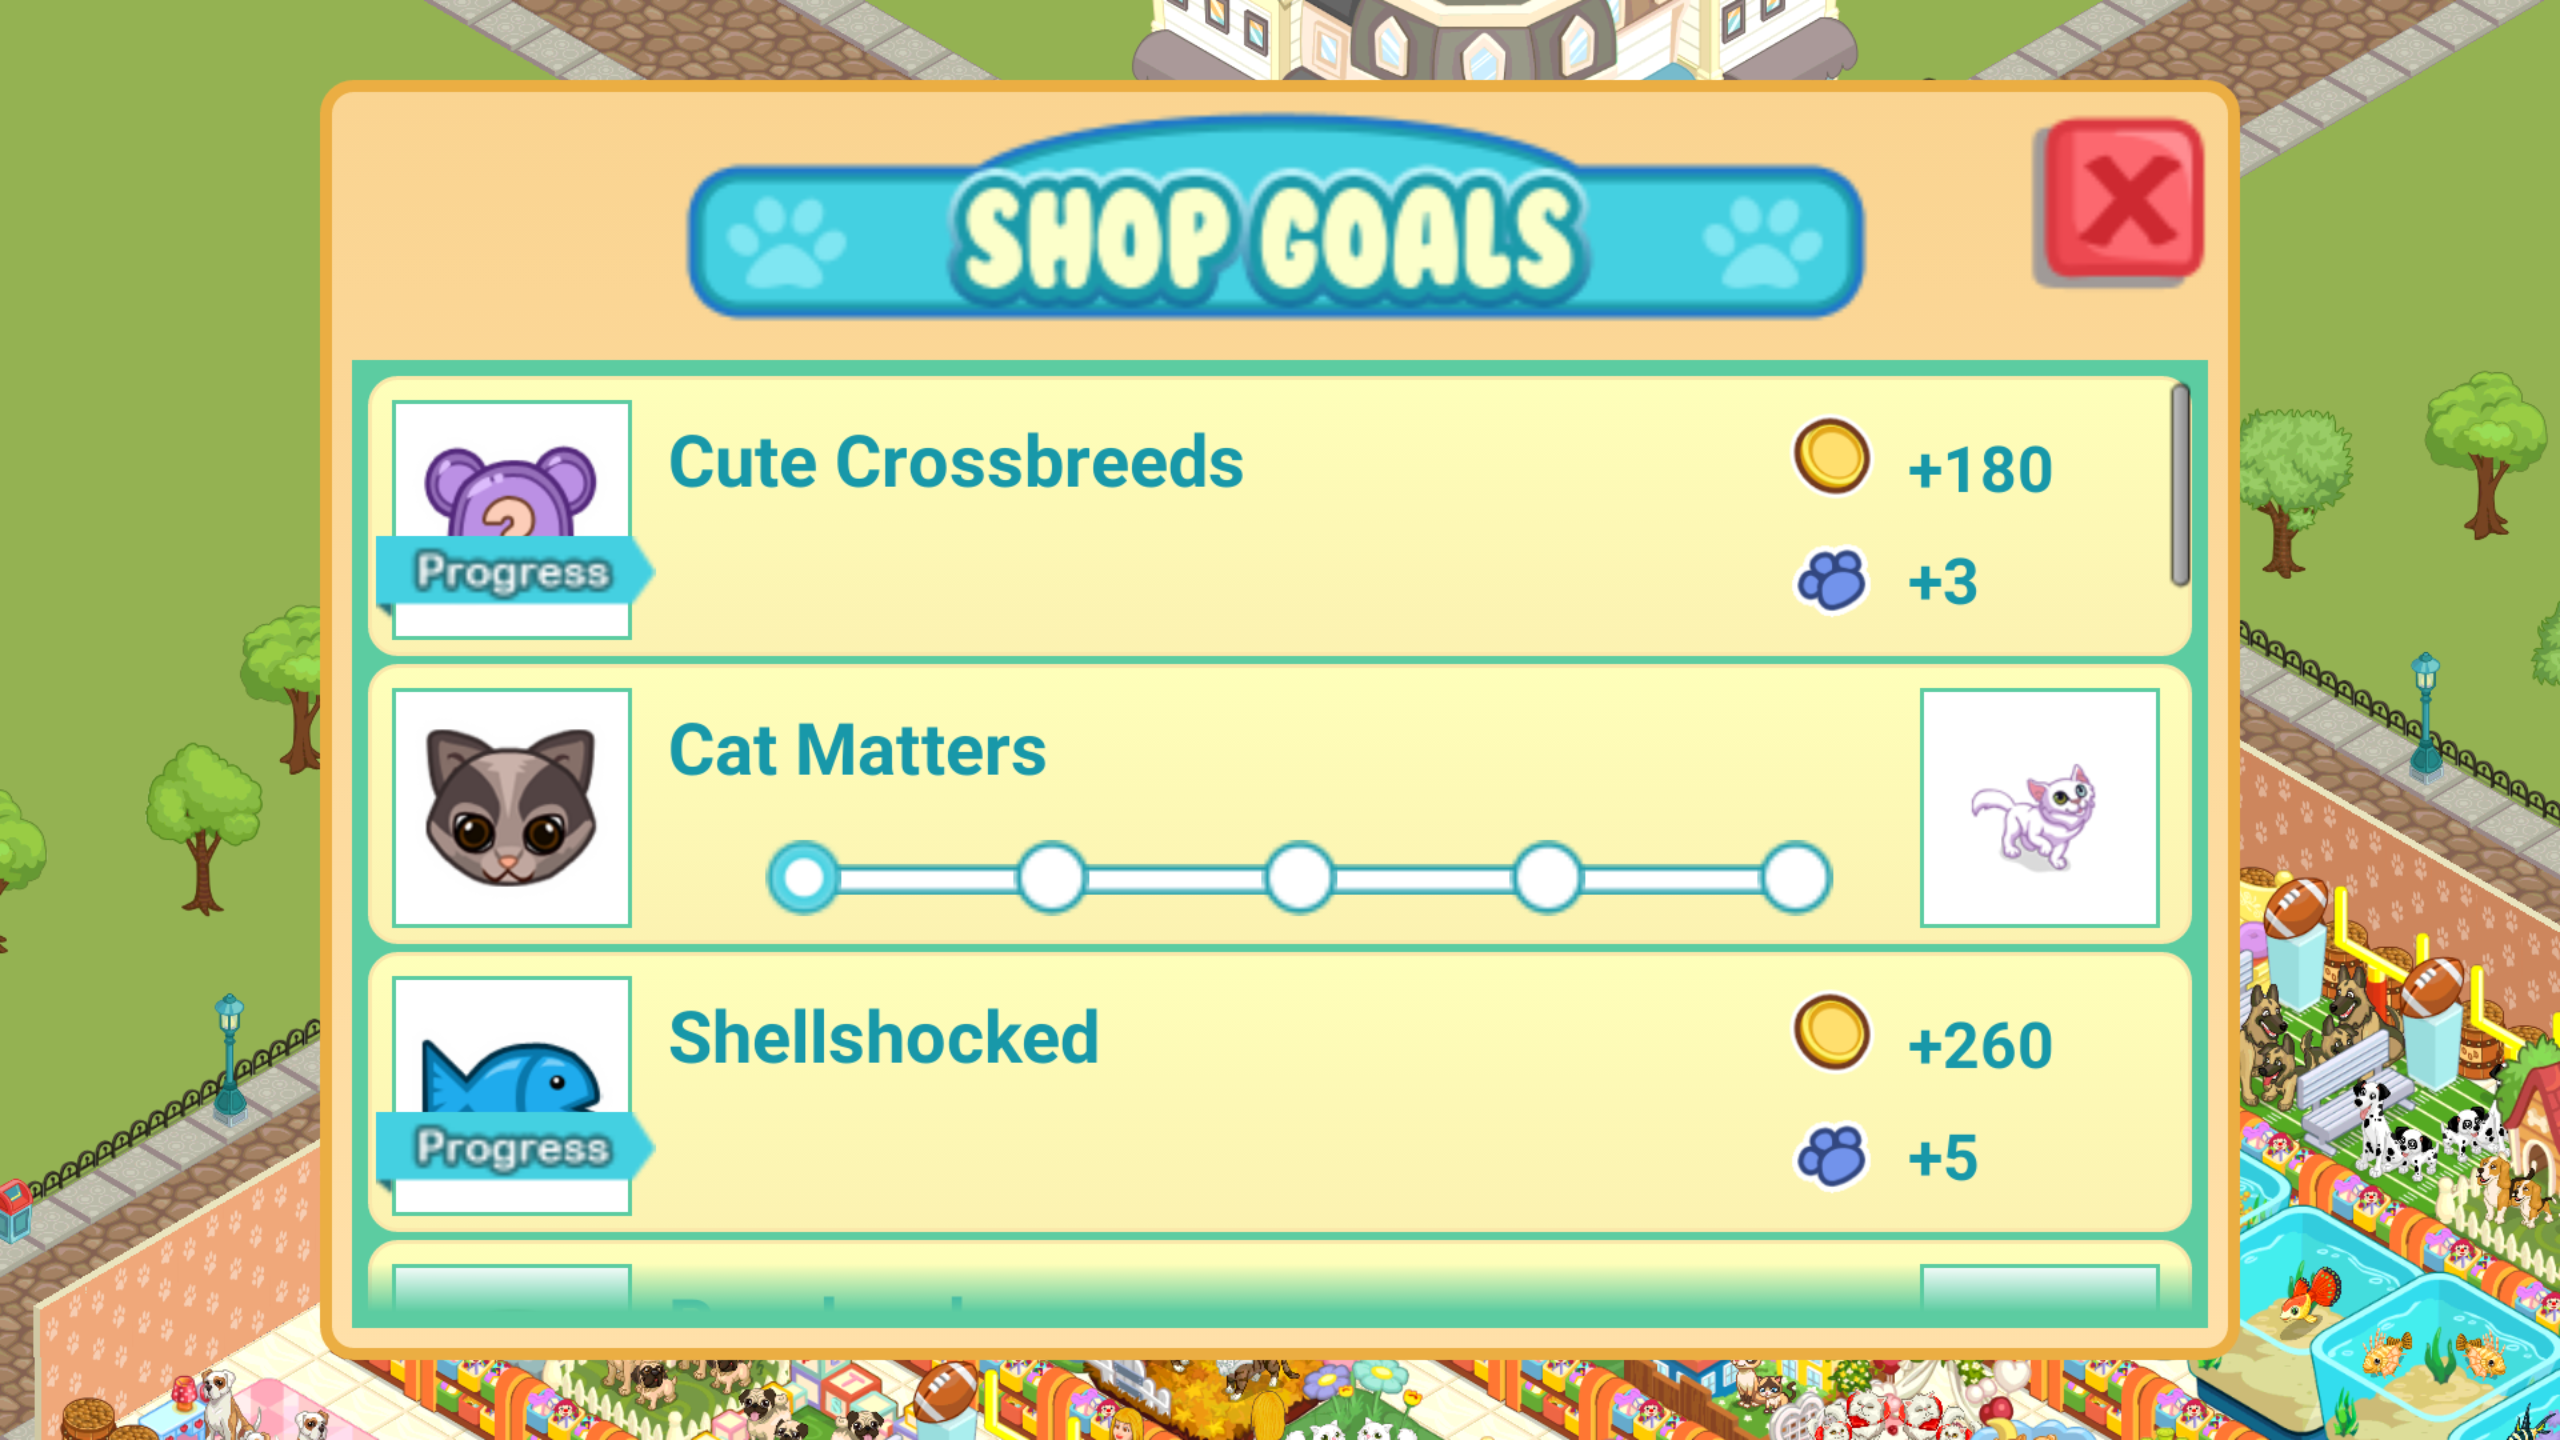 SHOP GOALS
Cute Crossbreeds
+180
Progress
+3
Cat Matters
Shellshocked
+260
Progress
+5